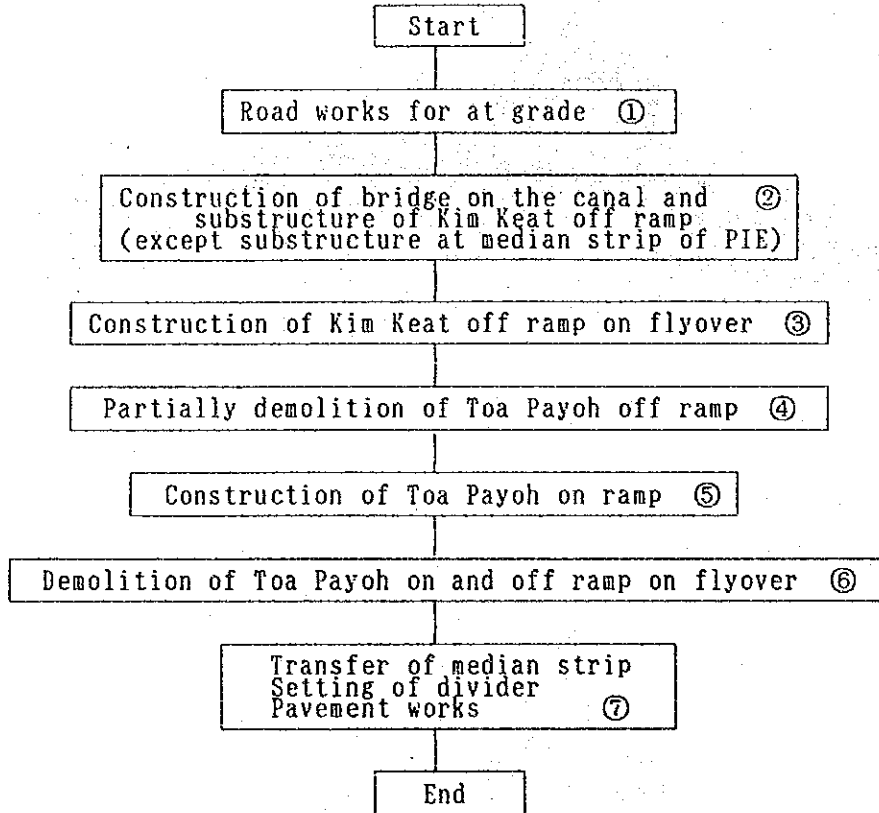 Start
Road works for at grade ①
Construction of bridge on the canal and ②
substructure of Kim Keat off ramp
(except substructure at median strip of PIE)
Construction of Kim Keat off ramp on flyover ③
Partially demolition of Toa Payoh off ramp ④
Construction of Toa Payoh on ramp ⑤
Demolition of Toa Payoh on and off ramp on flyover ⑥
Transfer of median strip
Setting of divider
Pavement works ⑦
End